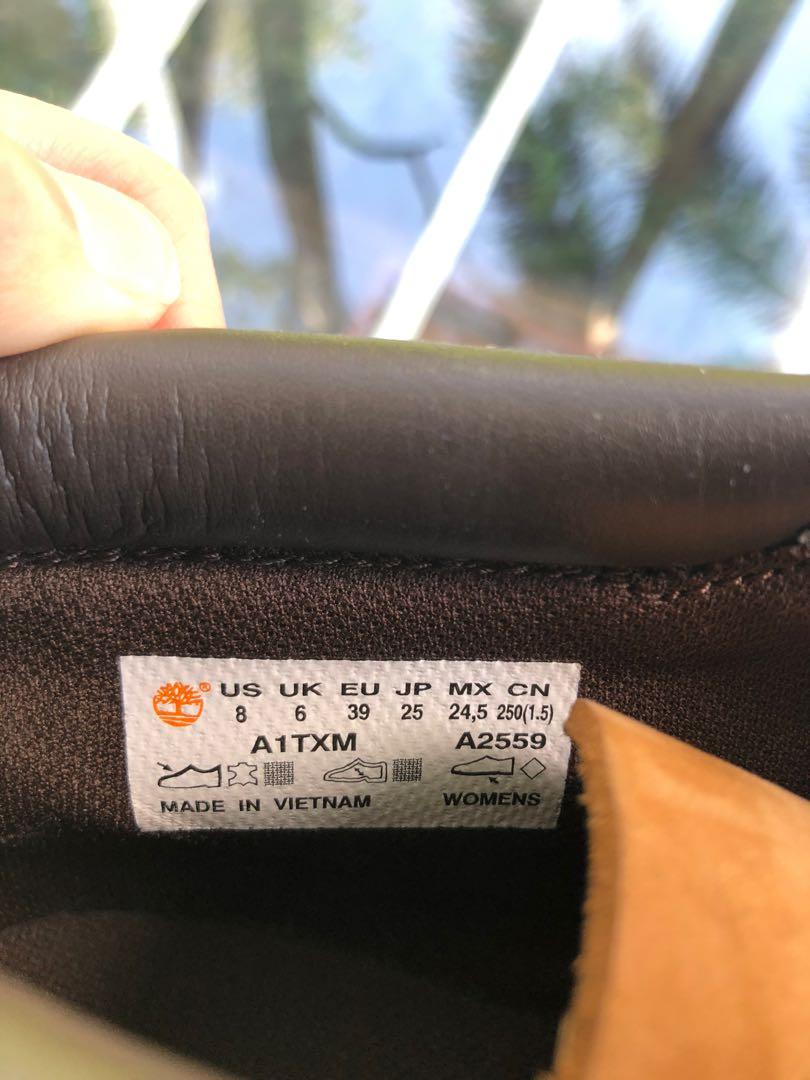 ® US UK EU JP MX CN
8 6 39 25 24,5 250(1.5)
A1TXM A2559
MADE IN VIETNAM WOMENS